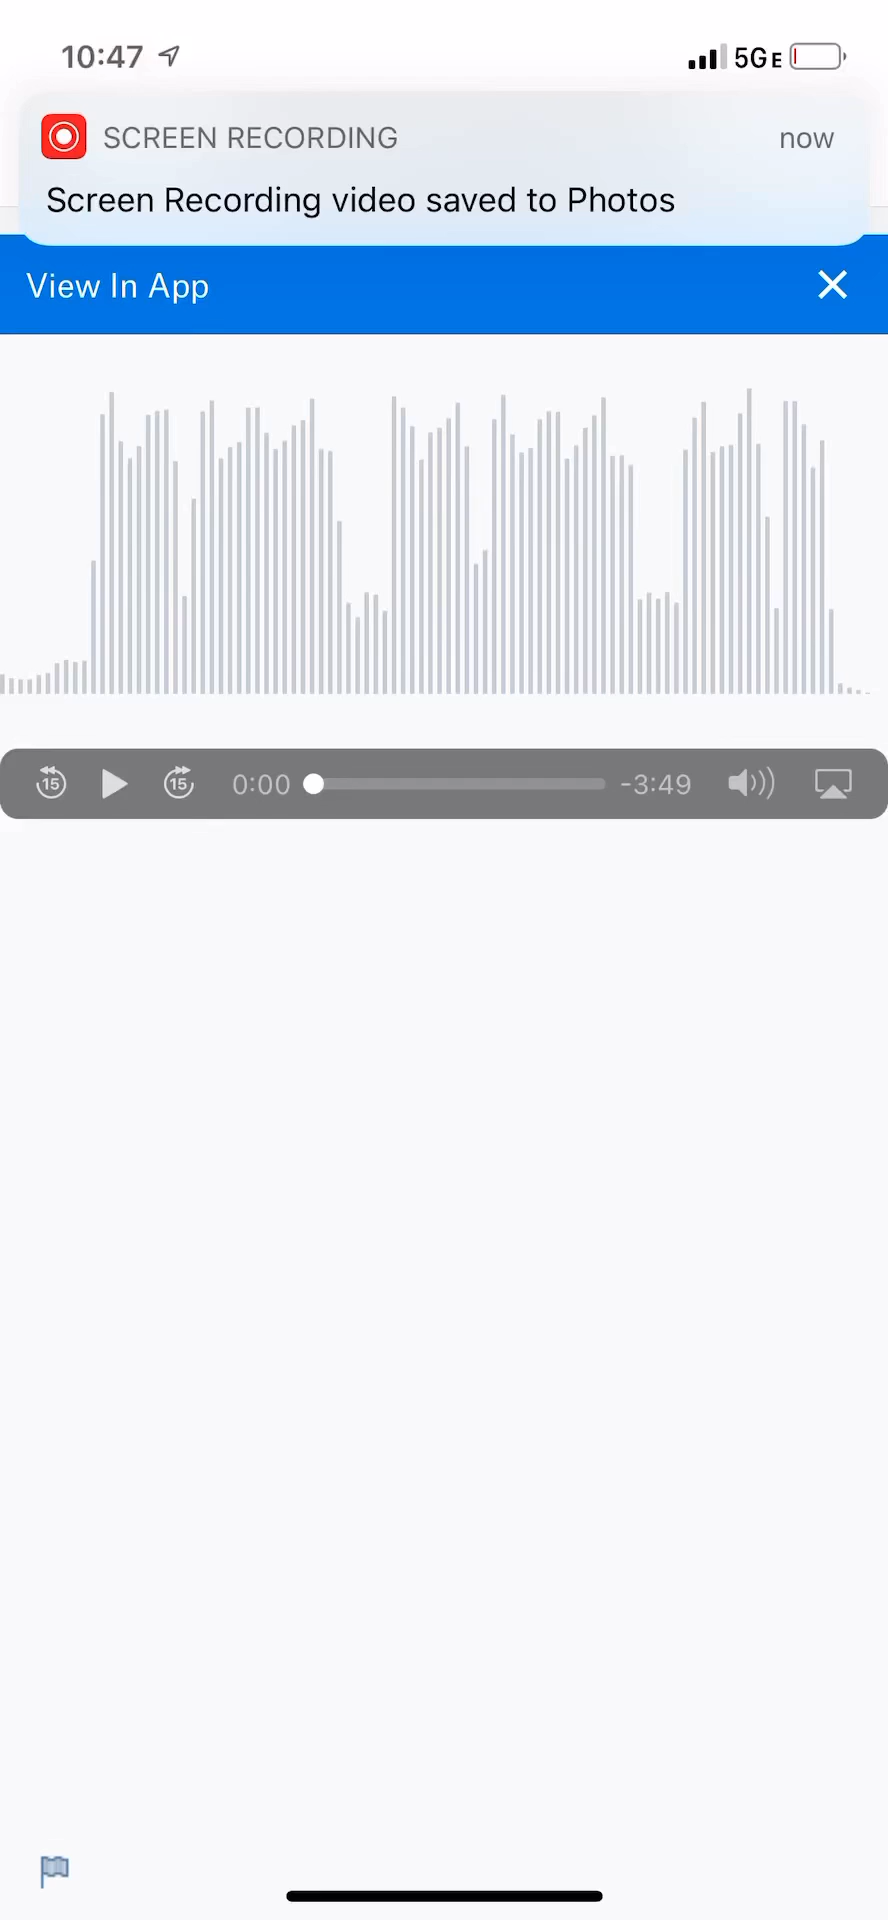 10:47
5GE
SCREEN RECORDING
now
Screen Recording video saved to Photos
View In App
15
15
0:00
-3:49